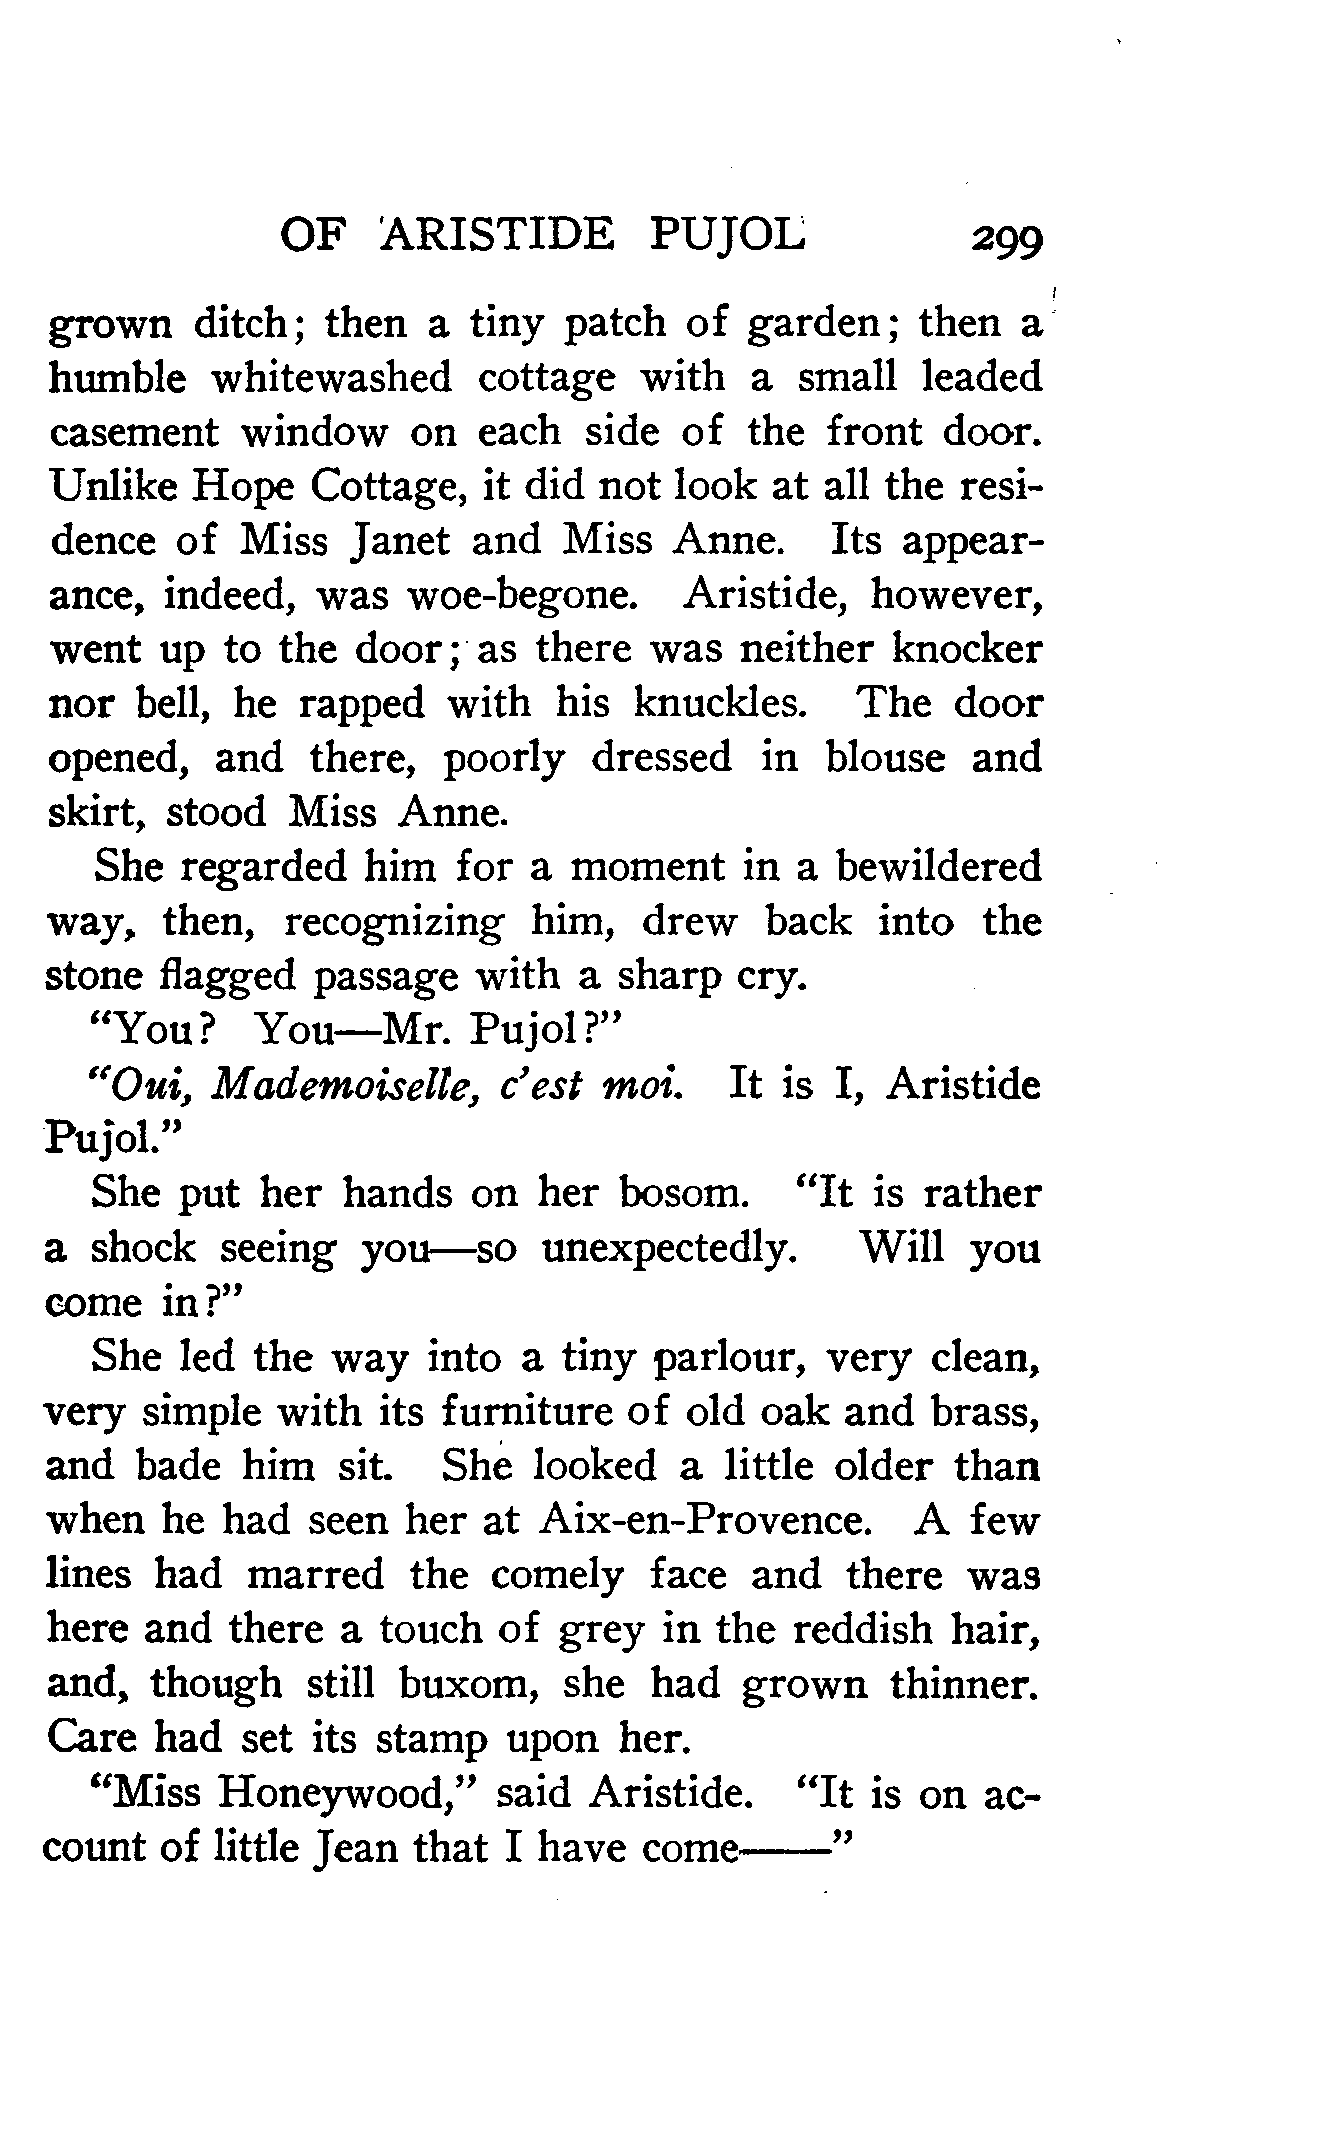 OF ARISTIDE PUJOL 299
grown ditch; then a tiny patch of garden; then a
humble whitewashed cottage with a small leaded
casement window on each side of the front door.
Unlike Hope Cottage, it did not look at all the resi-
dence of Miss Janet and Miss Anne. Its appear-
ance, indeed, was woe-begone. Aristide, however,
went up to the door; as there was neither knocker
nor bell, he rapped with his knuckles. The door
opened, and there, poorly dressed in blouse and
skirt, stood Miss Anne.
She regarded him for a moment in a bewildered
way, then, recognizing him, drew back into the
stone flagged passage with a sharp cry.
“You? You—Mr. Pujol?”
“Oui, Mademoiselle, c’est moi. It is I, Aristide
Pujol.”
She put her hands on her bosom. “It is rather
a shock seeing you—so unexpectedly. Will you
come in?”
She led the way into a tiny parlour, very clean,
very simple with its furniture of old oak and brass,
and bade him sit. She looked a little older than
when he had seen her at Aix-en-Provence. A few
lines had marred the comely face and there was
here and there a touch of grey in the reddish hair,
and, though still buxom, she had grown thinner.
Care had set its stamp upon her.
“Miss Honeywood,” said Aristide. “It is on ac-
count of little Jean that I have come——”